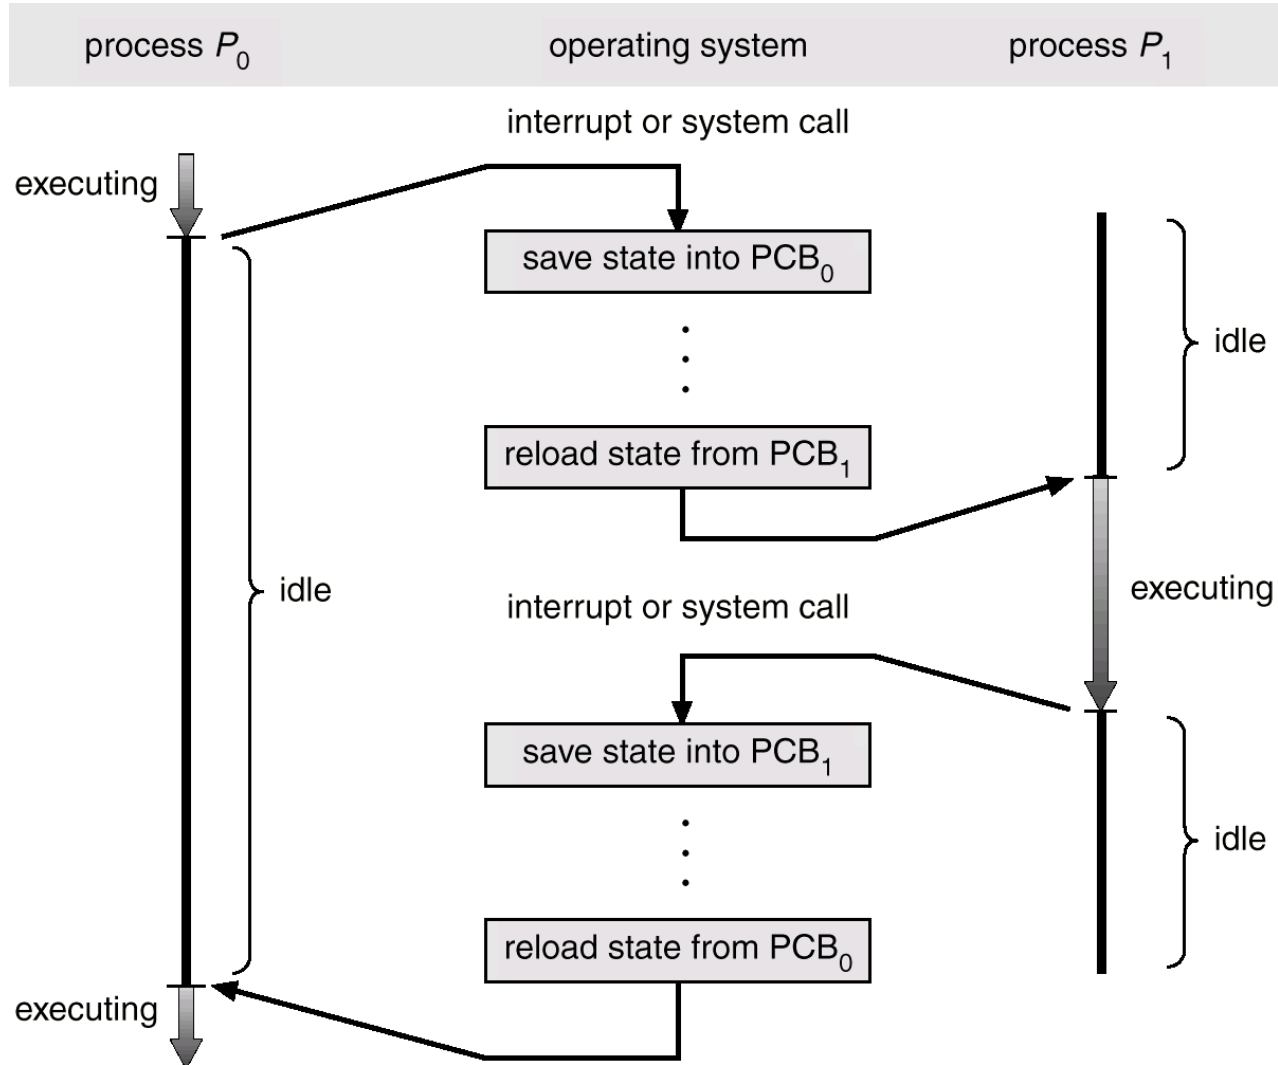 process P0
operating system
process P1
interrupt or system call
executing
save state into PCB0
idle
reload state from PCB1
idle
executing
interrupt or system call
save state into PCB1
idle
reload state from PCB0
executing